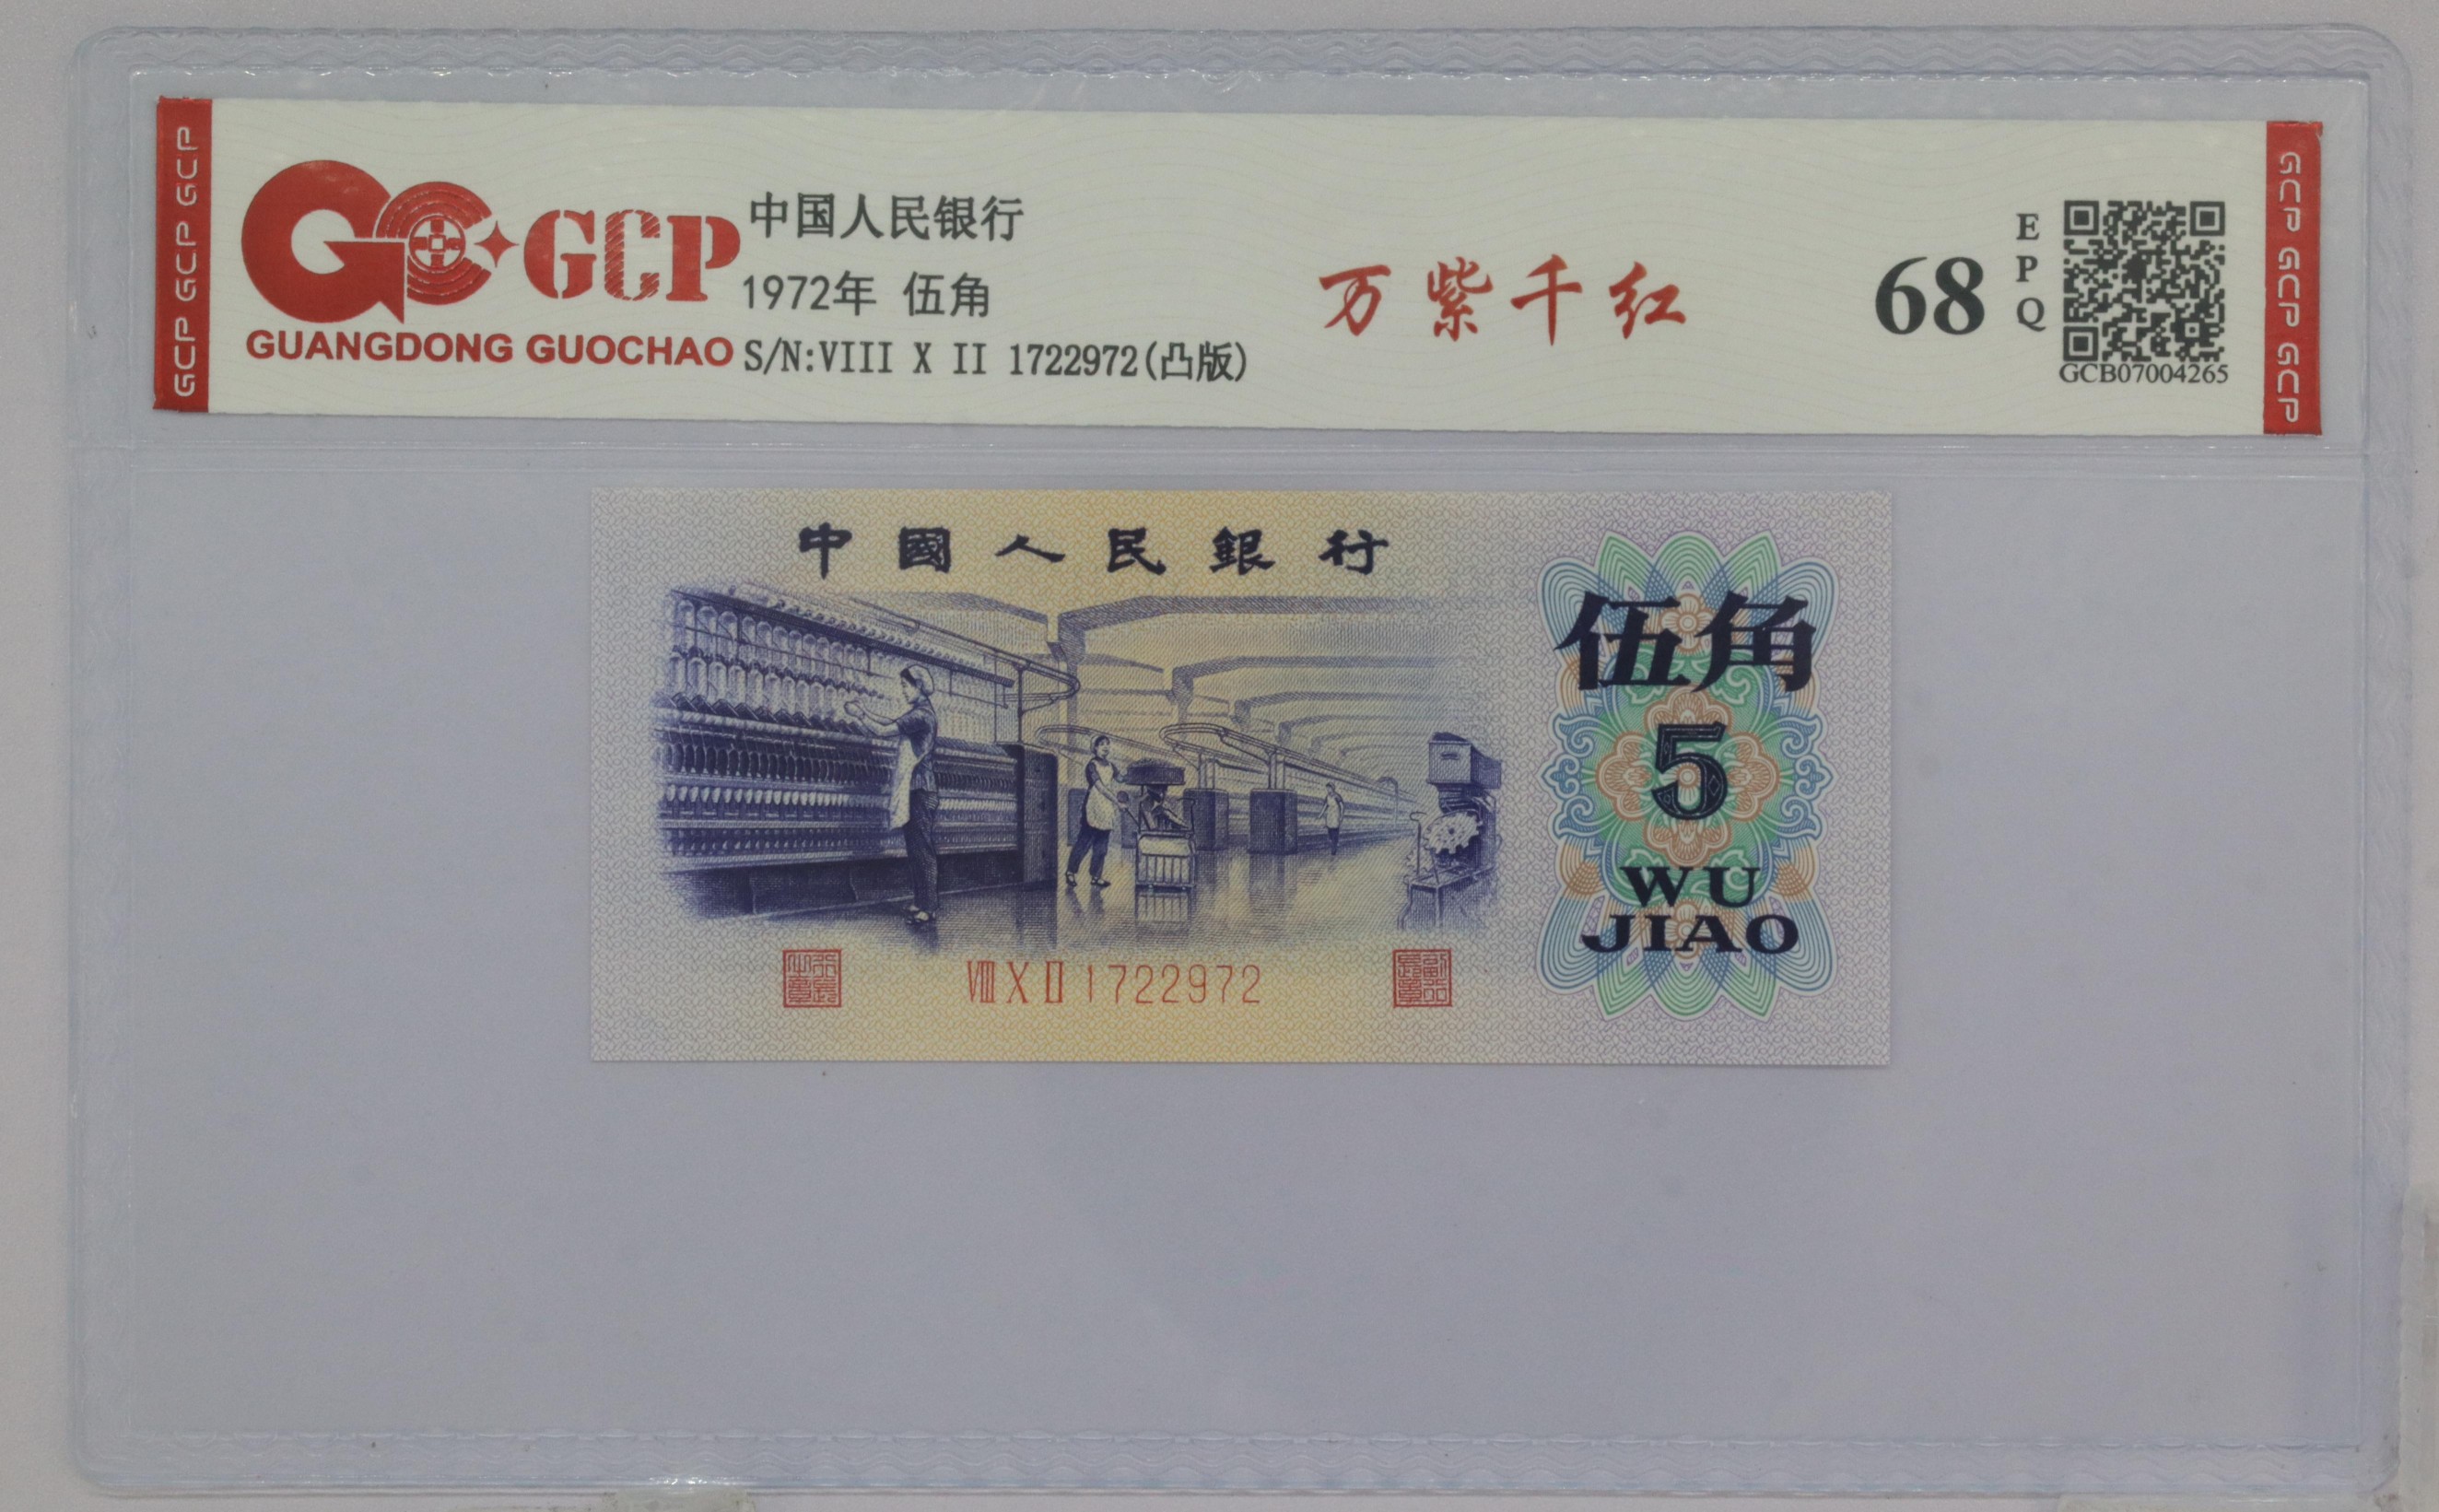 GCP GCP GCP
GCP
GUANGDONG GUOCHAO
中国人民银行
1972年 伍角
S/N:VIII X II 1722972(凸版)
万紫千红
68
EPQ
GCB07004265
GCP GCP GCP
中國人民銀行
伍角
5
WU
JIAO
VIII X II 1722972